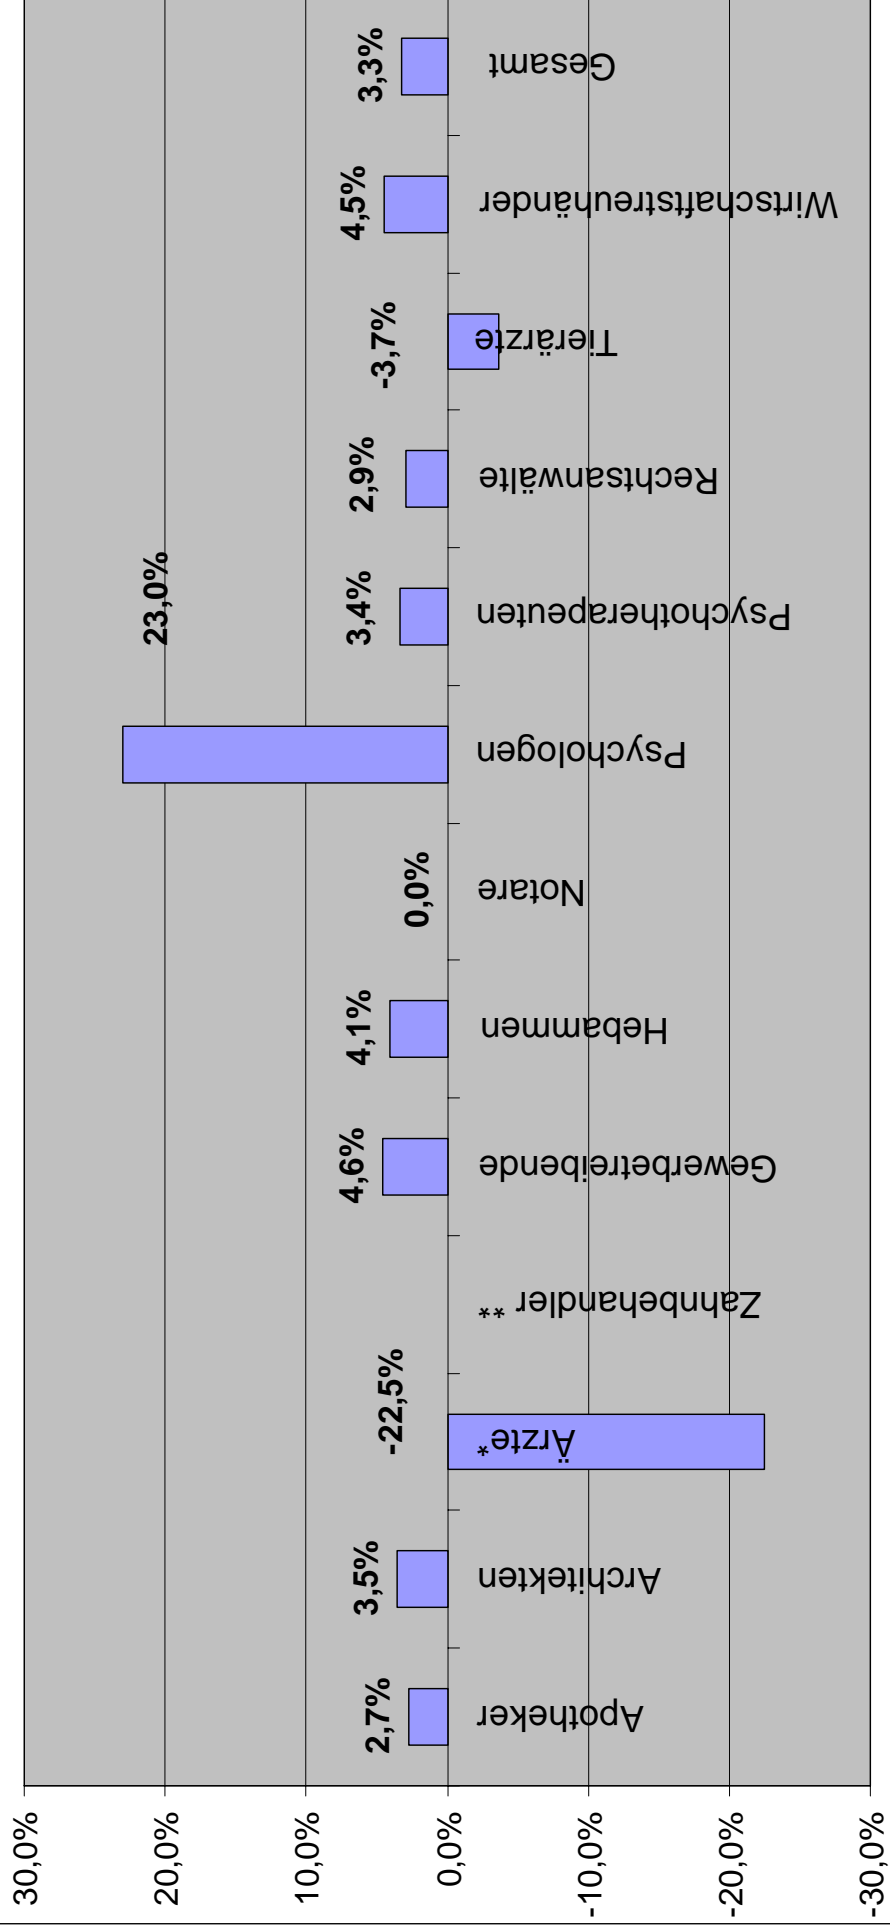 30,0%
20,0%
10,0%
0,0%
-10,0%
-20,0%
-30,0%
2,7%
3,5%
-22,5%
4,6%
4,1%
0,0%
23,0%
3,4%
2,9%
-3,7%
4,5%
3,3%
Apotheker
Architekten
Ärzte*
Zahnbehandler **
Gewerbetreibende
Hebammen
Notare
Psychologen
Psychotherapeuten
Rechtsanwälte
Tierärzte
Wirtschaftstreuhänder
Gesamt